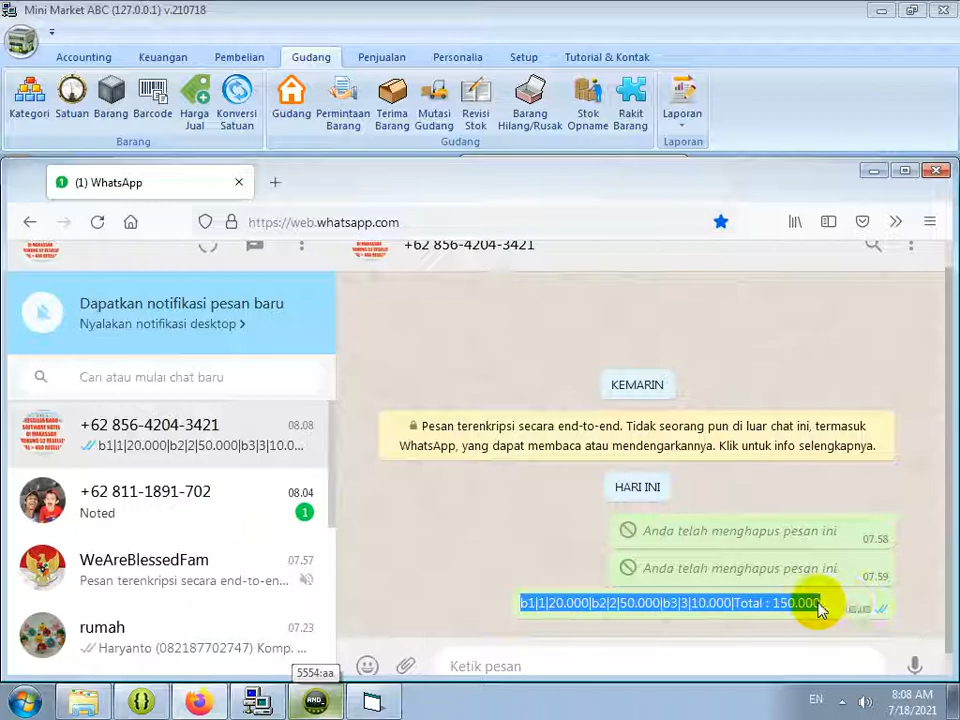 Mini Market ABC (127.0.0.1) v.210718
Accounting Keuangan Pembelian Gudang Penjualan Personalia Setup Tutorial & Kontak
Kategori Satuan Barang Barcode Harga Jual Konversi Satuan
Barang
Gudang Permintaan Barang Terima Barang Mutasi Gudang Revisi Stok Barang Hilang/Rusak Stok Opname Rakit Barang
Gudang
Laporan
Laporan
(1) WhatsApp
https://web.whatsapp.com
+62 856-4204-3421
Dapatkan notifikasi pesan baru
Nyalakan notifikasi desktop >
Cari atau mulai chat baru
+62 856-4204-3421 08.08
b1|1|20.000|b2|2|50.000|b3|3|10.0...
+62 811-1891-702 08.04
Noted 1
WeAreBlessedFam 07.57
Pesan terenkripsi secara end-to-en...
rumah 07.23
Haryanto (082187702747) Komp. ...
KEMARIN
Pesan terenkripsi secara end-to-end. Tidak seorang pun di luar chat ini, termasuk
WhatsApp, yang dapat membaca atau mendengarkannya. Klik untuk info selengkapnya.
HARI INI
Anda telah menghapus pesan ini 07.58
Anda telah menghapus pesan ini 07.59
b1|1|20.000|b2|2|50.000|b3|3|10.000|Total : 150.000
Ketik pesan
5554:aa
AND_
EN
8:08 AM
7/18/2021